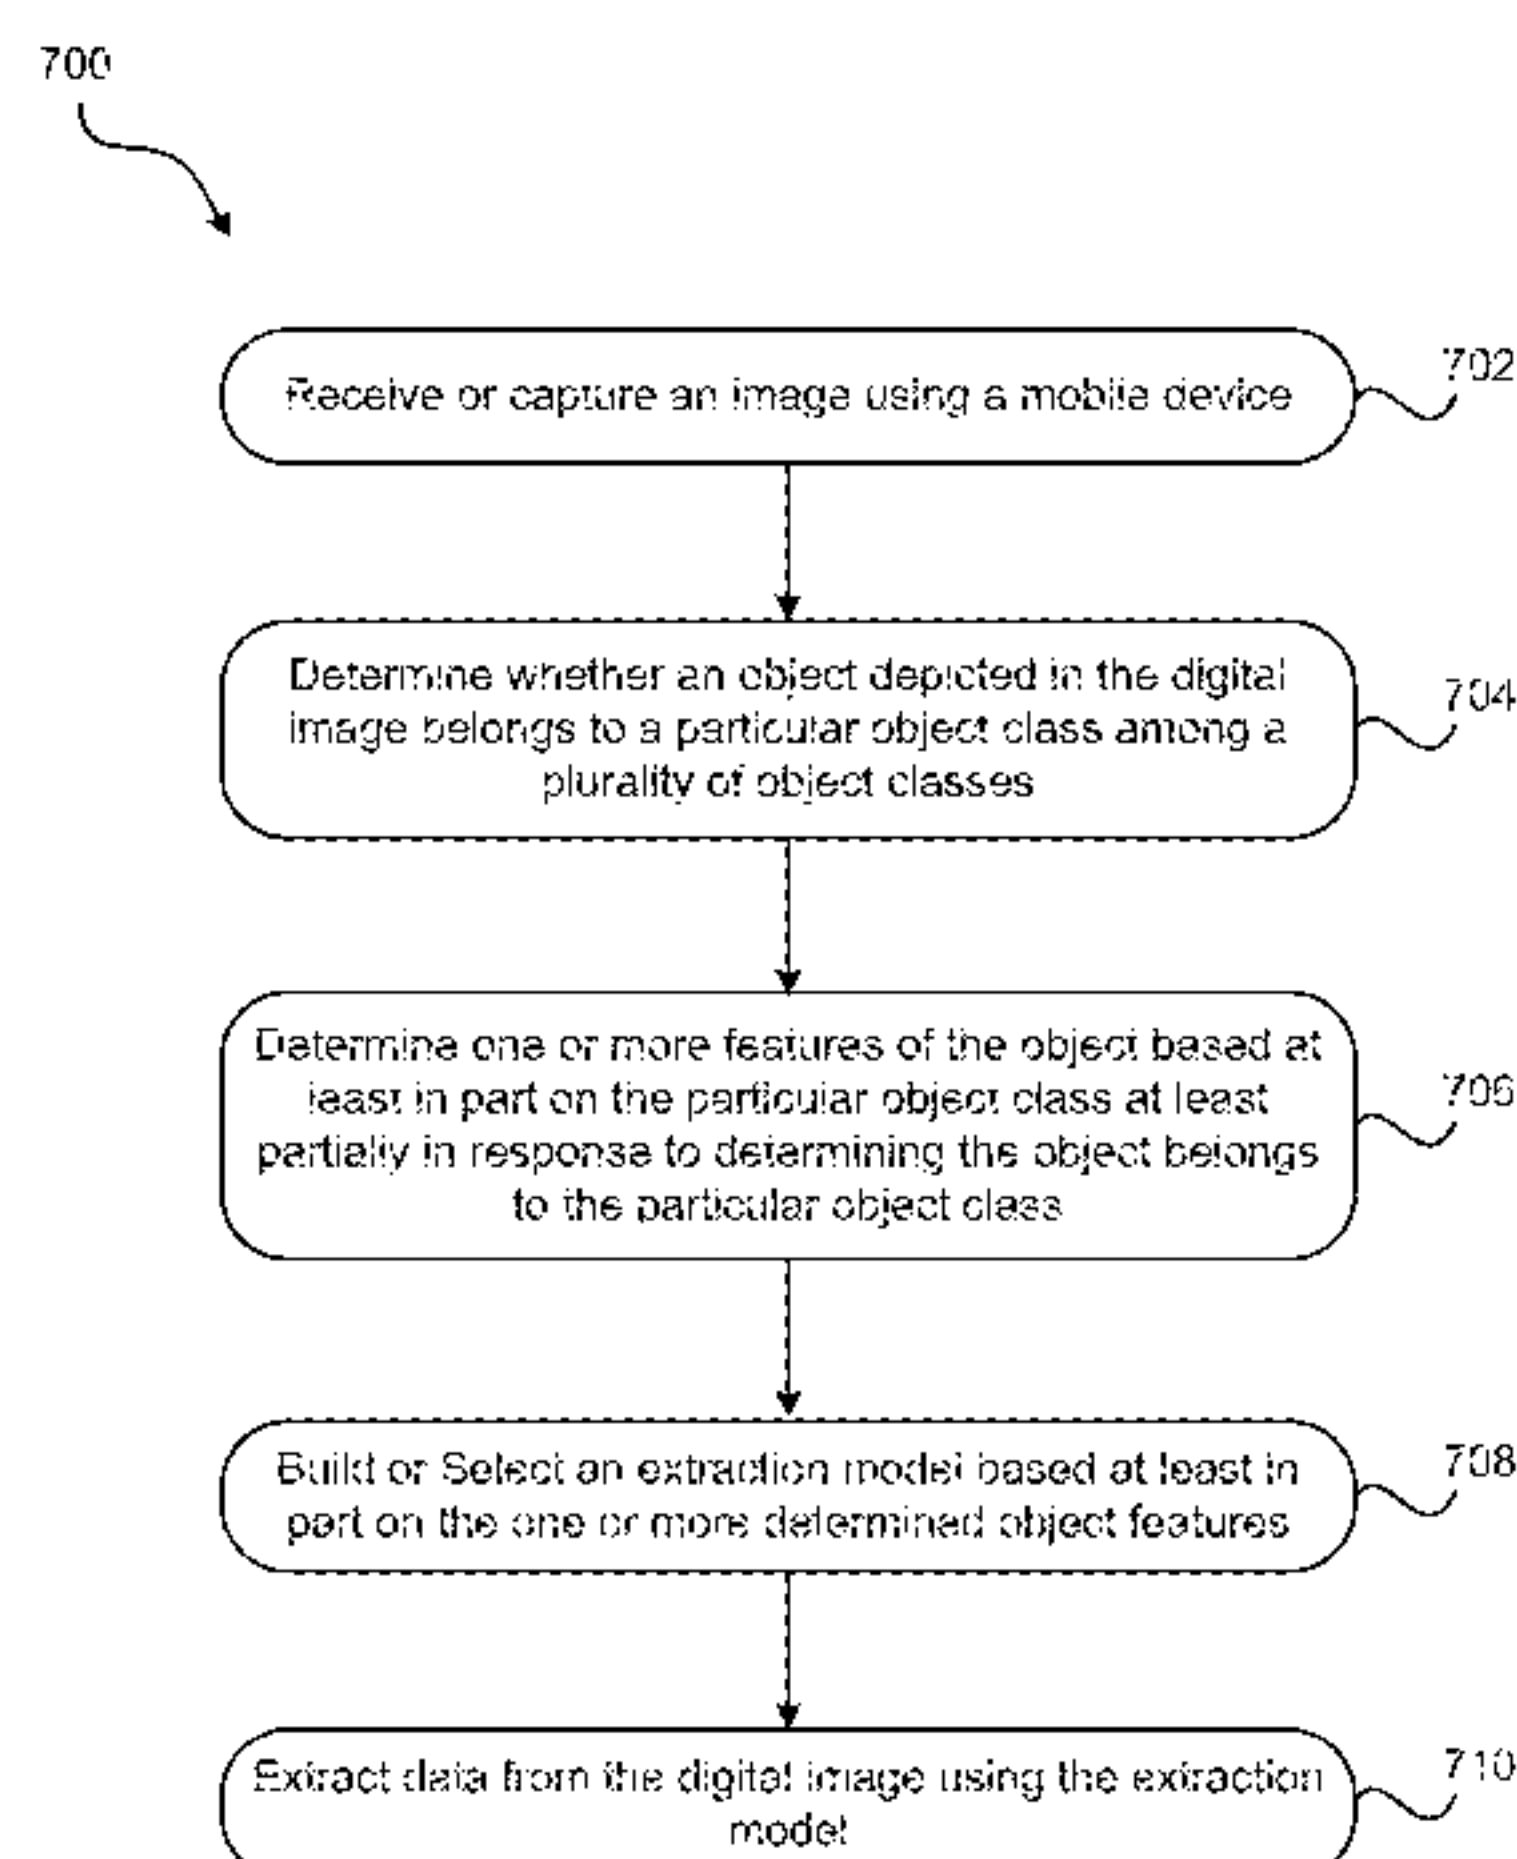 700
Receive or capture an image using a mobile device
702
Determine whether an object depicted in the digital
image belongs to a particular object class among a
plurality of object classes
704
Determine one or more features of the object based at
least in part on the particular object class at least
partially in response to determining the object belongs
to the particular object class
706
Build or Select an extraction model based at least in
part on the one or more determined object features
708
Extract data from the digital image using the extraction
model
710